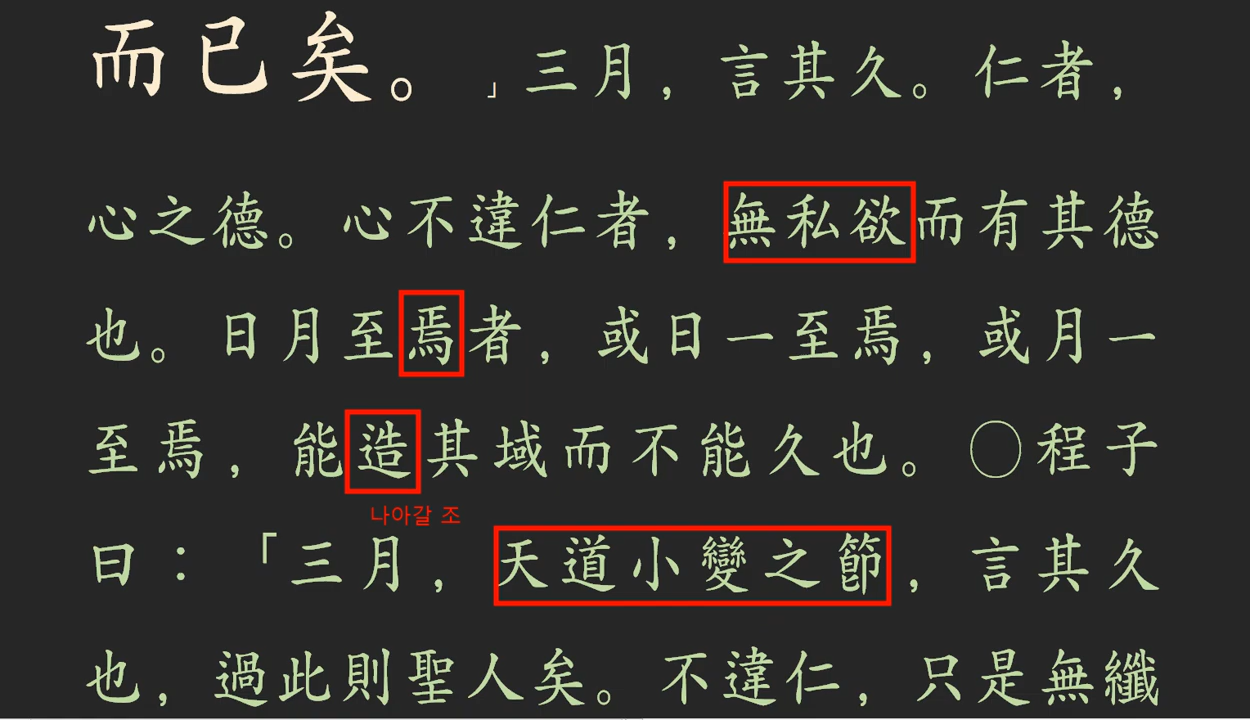 而已矣。」三月，言其久。仁者，
心之德。心不違仁者，無私欲而有其德
也。日月至焉者，或日一至焉，或月一
至焉，能造其域而不能久也。〇程子
나아갈 조
曰：「三月，天道小變之節，言其久
也，過此則聖人矣。不違仁，只是無纖